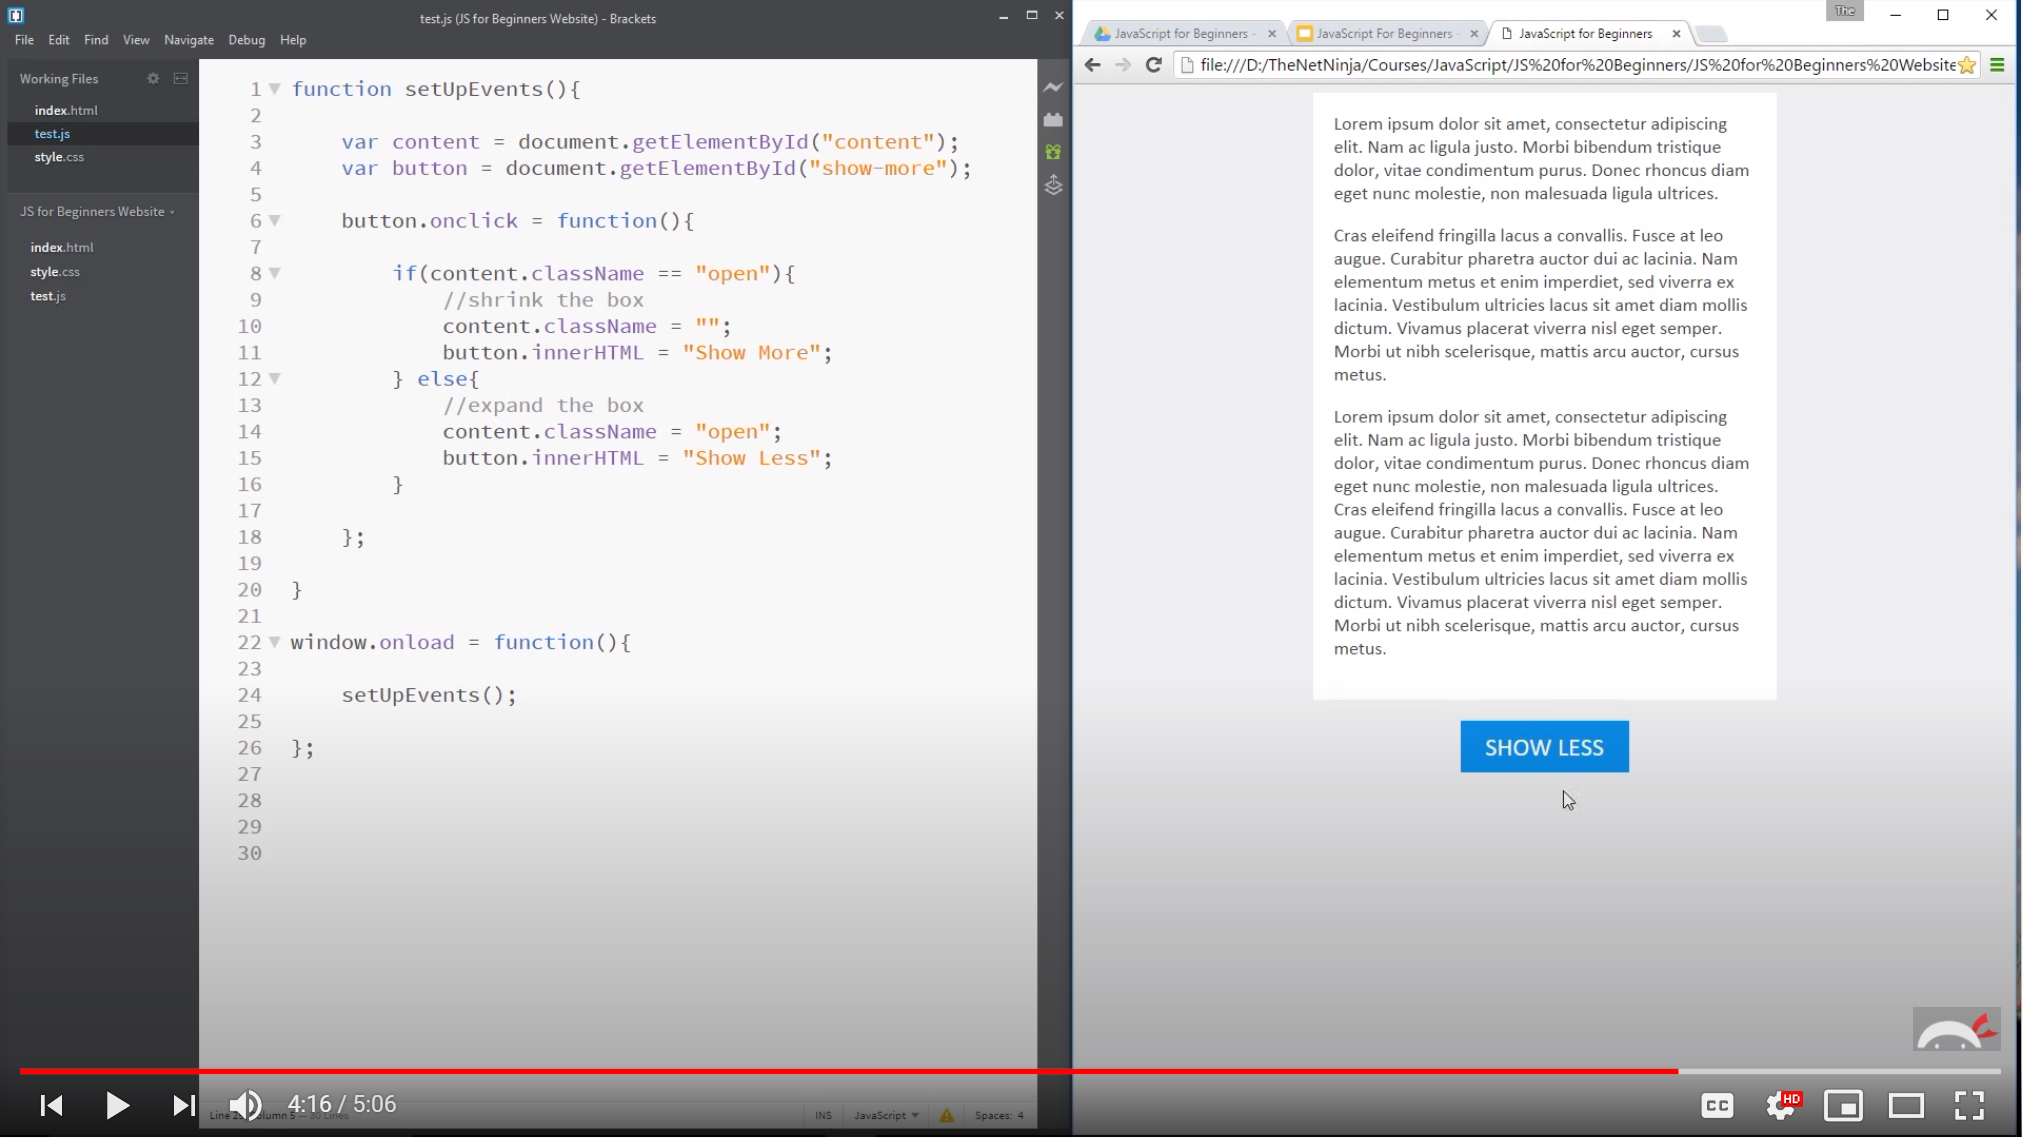 test.js (JS for Beginners Website) - Brackets
File Edit Find View Navigate Debug Help
Working Files
index.html
test.js
style.css
JS for Beginners Website
index.html
style.css
test.js
1 function setUpEvents(){
2
3 var content = document.getElementById("content");
4 var button = document.getElementById("show-more");
5
6 button.onclick = function(){
7
8 if(content.className == "open"){
9 //shrink the box
10 content.className = "";
11 button.innerHTML = "Show More";
12 } else{
13 //expand the box
14 content.className = "open";
15 button.innerHTML = "Show Less";
16 }
17
18 };
19
20 }
21
22 window.onload = function(){
23
24 setUpEvents();
25
26 };
27
28
29
30
INS JavaScript Spaces: 4
The
JavaScript for Beginners - JavaScript For Beginners - JavaScript for Beginners
file:///D:/TheNetNinja/Courses/JavaScript/JS%20for%20Beginners/JS%20for%20Beginners%20Website
Lorem ipsum dolor sit amet, consectetur adipiscing
elit. Nam ac ligula justo. Morbi bibendum tristique
dolor, vitae condimentum purus. Donec rhoncus diam
eget nunc molestie, non malesuada ligula ultrices.
Cras eleifend fringilla lacus a convallis. Fusce at leo
augue. Curabitur pharetra auctor dui ac lacinia. Nam
elementum metus et enim imperdiet, sed viverra ex
lacinia. Vestibulum ultricies lacus sit amet diam mollis
dictum. Vivamus placerat viverra nisl eget semper.
Morbi ut nibh scelerisque, mattis arcu auctor, cursus
metus.
Lorem ipsum dolor sit amet, consectetur adipiscing
elit. Nam ac ligula justo. Morbi bibendum tristique
dolor, vitae condimentum purus. Donec rhoncus diam
eget nunc molestie, non malesuada ligula ultrices.
Cras eleifend fringilla lacus a convallis. Fusce at leo
augue. Curabitur pharetra auctor dui ac lacinia. Nam
elementum metus et enim imperdiet, sed viverra ex
lacinia. Vestibulum ultricies lacus sit amet diam mollis
dictum. Vivamus placerat viverra nisl eget semper.
Morbi ut nibh scelerisque, mattis arcu auctor, cursus
metus.
SHOW LESS
4:16 / 5:06
CC HD